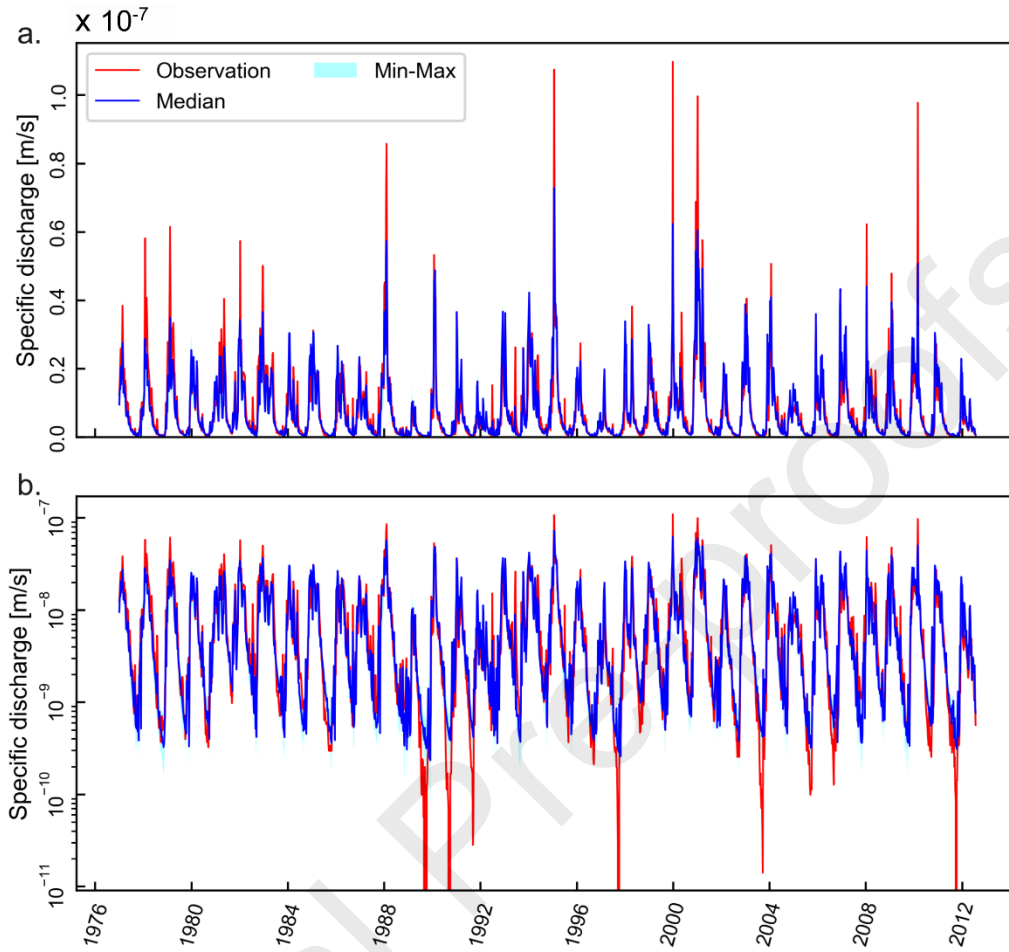 x 10⁻⁷
a.
Observation
Median
Min-Max
Specific discharge [m/s]
1.0
0.8
0.6
0.4
0.2
0.0
b.
Specific discharge [m/s]
10⁻⁷
10⁻⁸
10⁻⁹
10⁻¹⁰
10⁻¹¹
1976
1980
1984
1988
1992
1996
2000
2004
2008
2012
Pre-proofs